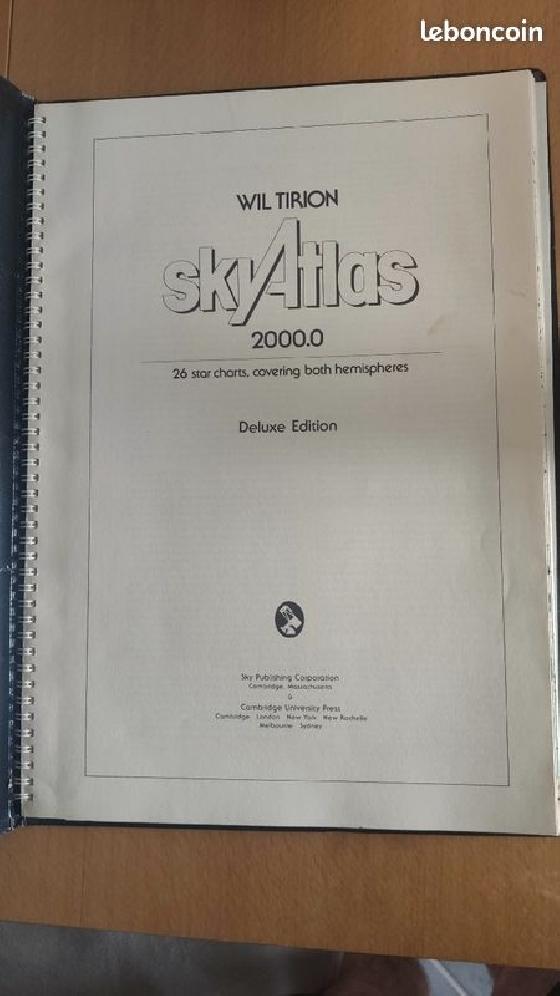 leboncoin
WIL TIRION
skyAtlas
2000.0
26 star charts, covering both hemispheres
Deluxe Edition
Sky Publishing Corporation
Cambridge, Massachusetts
&
Cambridge University Press
Cambridge London New York New Rochelle
Melbourne Sydney